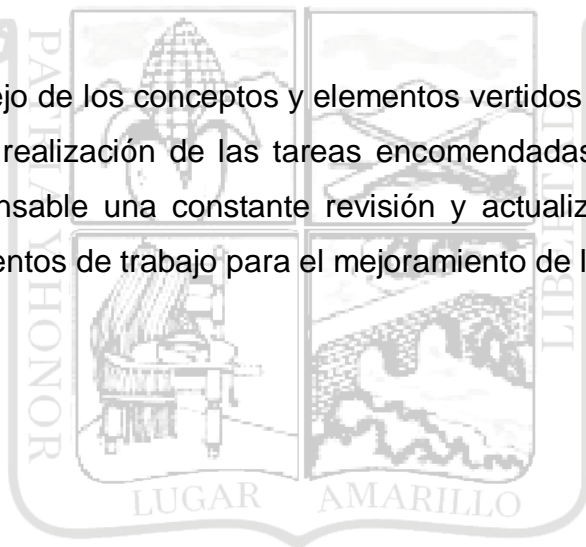 ejo de los conceptos y elementos vertidos
realización de las tareas encomendadas
nsable una constante revisión y actualiz
entos de trabajo para el mejoramiento de l
PATRIA Y HONOR
LIBERTAD
LUGAR AMARILLO